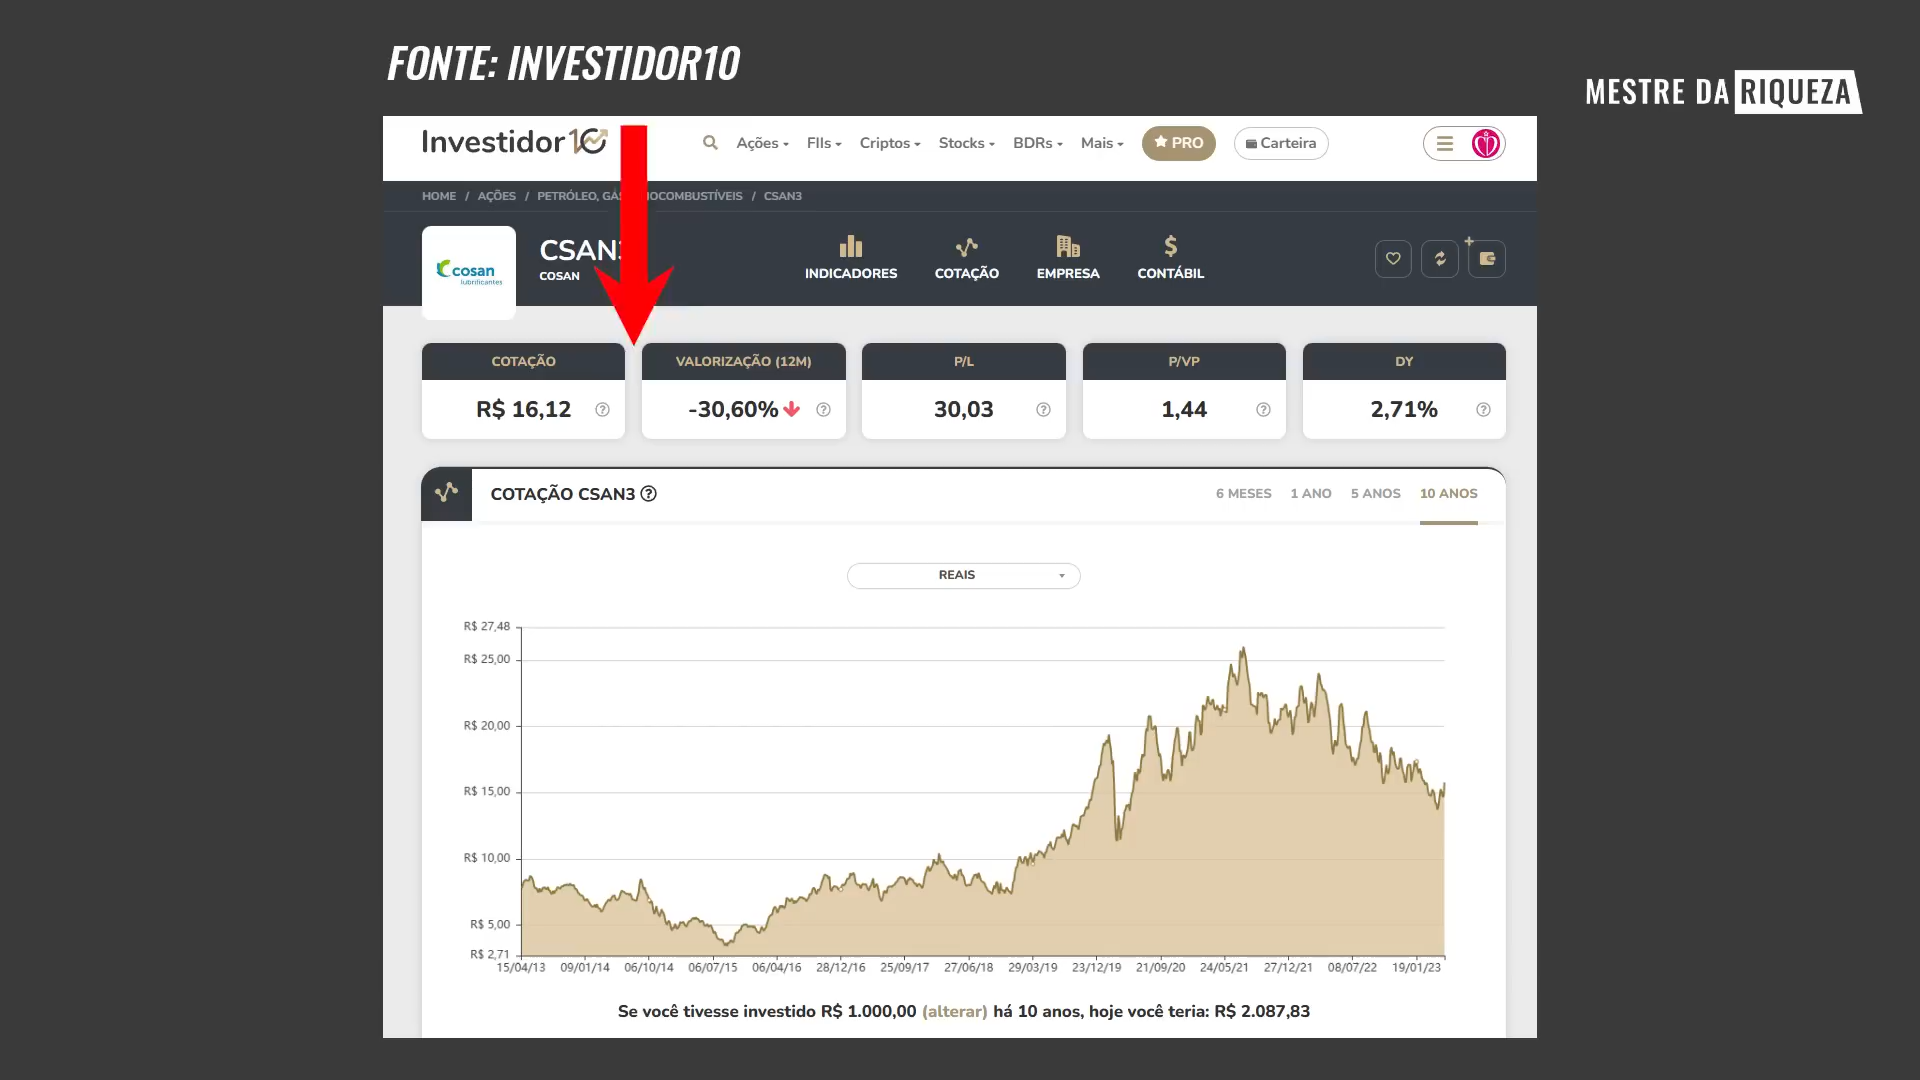 FONTE: INVESTIDOR10
MESTRE DA RIQUEZA
Investidor 10
Ações FIIs Criptos Stocks BDRs Mais PRO Carteira
HOME / AÇÕES / PETRÓLEO, GÁS IOCOMBUSTÍVEIS / CSAN3
CSAN3
COSAN
cosan
lubrificantes
INDICADORES COTAÇÃO EMPRESA CONTÁBIL
COTAÇÃO VALORIZAÇÃO (12M) P/L P/VP DY
R$ 16,12 -30,60% 30,03 1,44 2,71%
COTAÇÃO CSAN3
6 MESES 1 ANO 5 ANOS 10 ANOS
REAIS
R$ 27,48
R$ 25,00
R$ 20,00
R$ 15,00
R$ 10,00
R$ 5,00
R$ 2,71
15/04/13 09/01/14 06/10/14 06/07/15 06/04/16 28/12/16 25/09/17 27/06/18 29/03/19 23/12/19 21/09/20 24/05/21 27/12/21 08/07/22 19/01/23
Se você tivesse investido R$ 1.000,00 (alterar) há 10 anos, hoje você teria: R$ 2.087,83